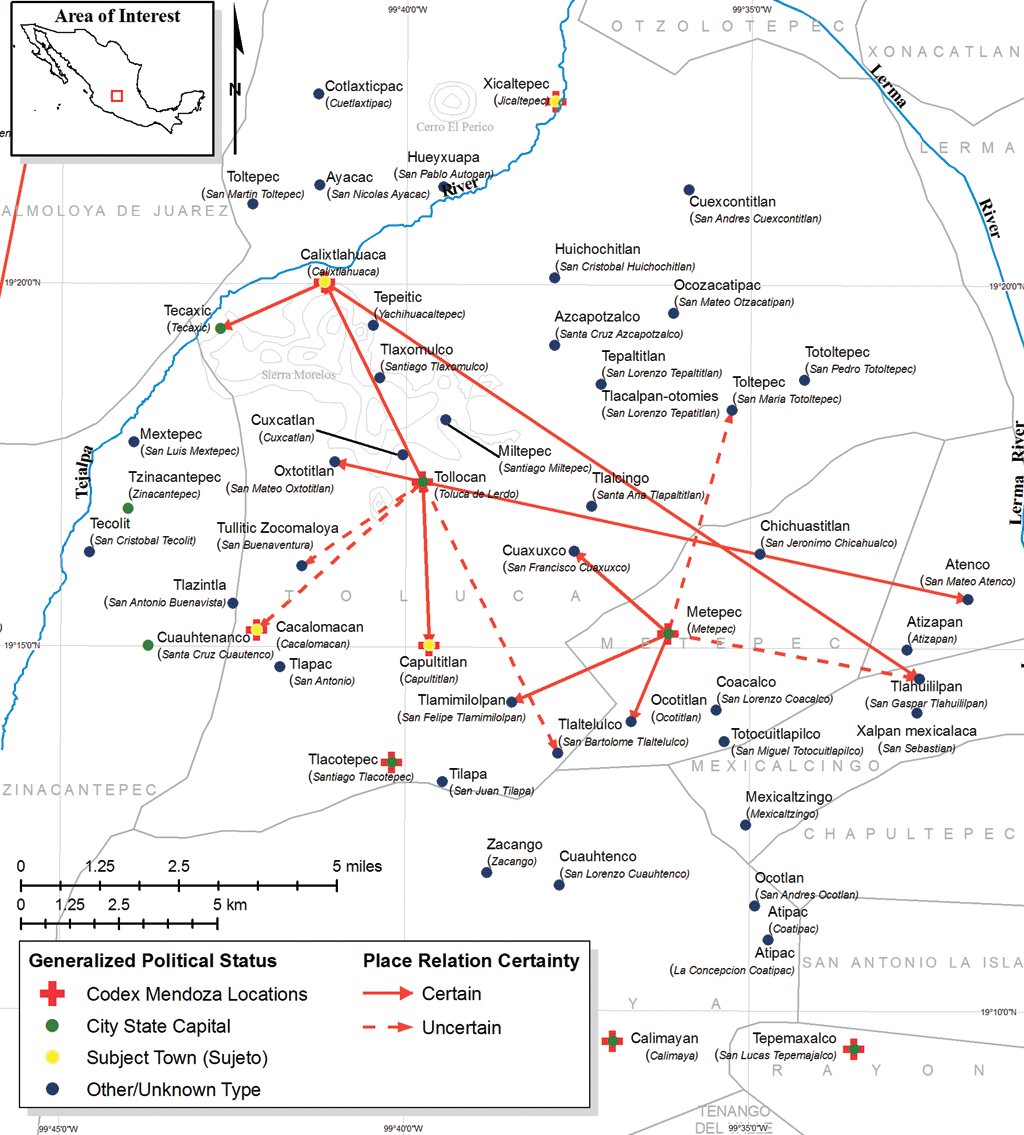 Area of Interest
99°40'0"W
99°35'0"W
OTZOLOTEPEC
XONACATLAN
Lerma
N
Cotlaxticpac
(Cuetlaxtipac)
Xicaltepec
(Jicaltepec)
Cerro El Perico
LERMA
Hueyxuapa
(San Pablo Autopan)
River
Toltepec
(San Martin Toltepec)
Ayacac
(San Nicolas Ayacac)
ALMOLOYA DE JUAREZ
Cuexcontitlan
(San Andres Cuexcontitlan)
River
Calixtlahuaca
(Calixtlahuaca)
Huichochitlan
(San Cristobal Huichochitlan)
19°20'0"N
19°20'0"N
Ocozacatipac
(San Mateo Otzacatipan)
Tecaxic
(Tecaxic)
Tepeitic
(Yachihuacaltepec)
Azcapotzalco
(Santa Cruz Azcapotzalco)
Tlaxomulco
(Santiago Tlaxomulco)
Sierra Morelos
Tepaltitlan
(San Lorenzo Tepaltitlan)
Totoltepec
(San Pedro Totoltepec)
Tlacalpan-otomies
(San Lorenzo Tepatitlan)
Toltepec
(San Maria Totoltepec)
Cuxcatlan
(Cuxcatlan)
Mextepec
(San Luis Mextepec)
Miltepec
(Santiago Miltepec)
Tejalpa
Lerma River
Oxtotitlan
(San Mateo Oxtotitlan)
Tzinacantepec
(Zinacantepec)
Tollocan
(Toluca de Lerdo)
Tlalcingo
(Santa Ana Tlapaltitlan)
Tecolit
(San Cristobal Tecolit)
Tullitic Zocomaloya
(San Buenaventura)
Chichuastitlan
(San Jeronimo Chicahualco)
Cuaxuxco
(San Francisco Cuaxuxco)
Atenco
(San Mateo Atenco)
Tlazintla
(San Antonio Buenavista)
TOLUCA
Metepec
(Metepec)
Atizapan
(Atizapan)
METEPEC
Cacalomacan
(Cacalomacan)
19°15'0"N
19°15'0"N
Cuauhtenanco
(Santa Cruz Cuautenco)
Capultitlan
(Capultitlan)
Tlapac
(San Antonio)
Coacalco
(San Lorenzo Coacalco)
Tlahuililpan
(San Gaspar Tlahuililpan)
Tlamimilolpan
(San Felipe Tlamimilolpan)
Ocotitlan
(Ocotitlan)
Tlaltelulco
(San Bartolome Tlaltelulco)
Totocuitlapilco
(San Miguel Totocuitlapilco)
Xalpan mexicalaca
(San Sebastian)
Tlacotepec
(Santiago Tlacotepec)
MEXICALCINGO
Tilapa
(San Juan Tilapa)
ZINACANTEPEC
Mexicaltzingo
(Mexicaltzingo)
CHAPULTEPEC
Zacango
(Zacango)
Cuauhtenco
(San Lorenzo Cuauhtenco)
0 1.25 2.5 5 miles
0 1.25 2.5 5 km
Ocotlan
(San Andres Ocotlan)
Atipac
(Coatipac)
Atipac
(La Concepcion Coatipac)
SAN ANTONIO LA ISLA
Generalized Political Status
Codex Mendoza Locations
City State Capital
Subject Town (Sujeto)
Other/Unknown Type
Place Relation Certainty
Certain
Uncertain
Y A
19°10'0"N
Calimayan
(Calimaya)
Tepemaxalco
(San Lucas Tepemajalco)
RAYON
TENANGO
DEL VALLE
99°45'0"W
99°40'0"W
99°35'0"W